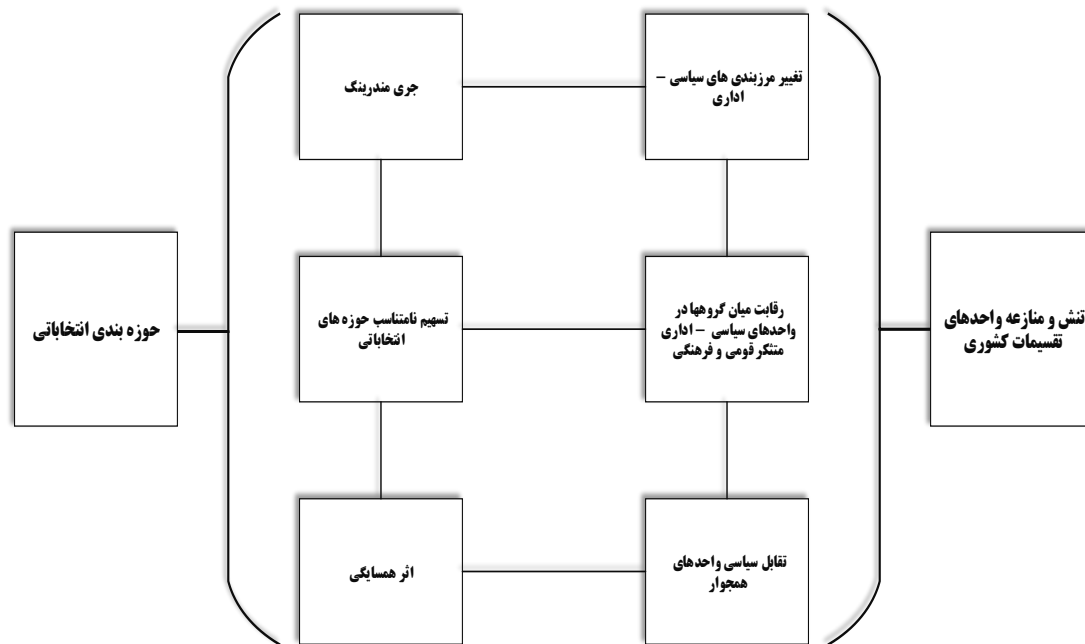 تغییر مرزبندی های سیاسی –
اداری
جری مندرینگ
تنش و منازعه واحدهای
تقسیمات کشوری
رقابت میان گروهها در
واحدهای سیاسی – اداری
متثکر قومی و فرهنگی
تسهیم نامتناسب حوزه های
انتخاباتی
حوزه بندی انتخاباتی
تقابل سیاسی واحدهای
همجوار
اثر همسایگی